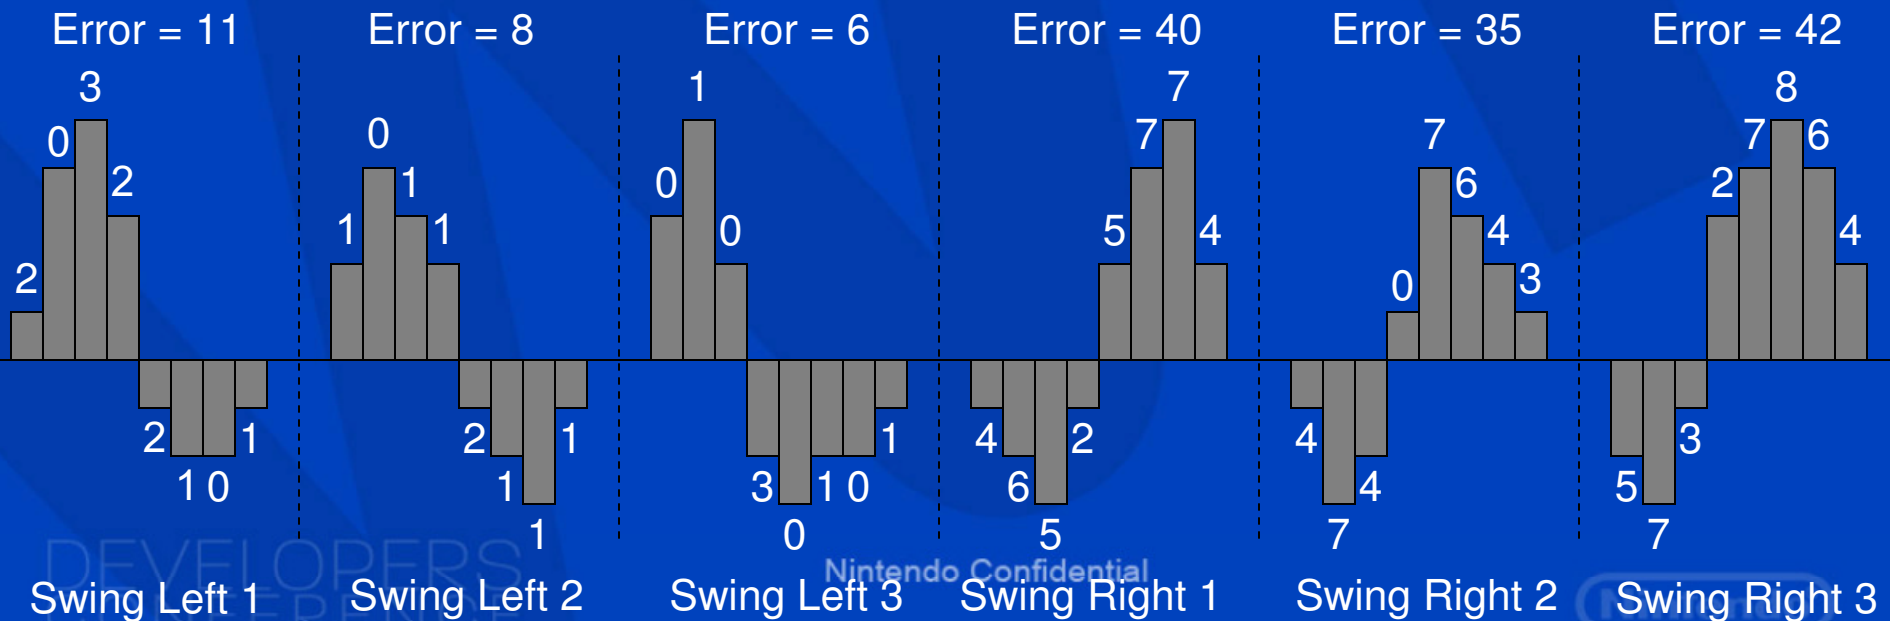 Error = 11 Error = 8 Error = 6 Error = 40 Error = 35 Error = 42
2 0 3 2 2 1 0 1
1 0 1 1 2 1 1 1
0 1 0 3 0 1 0 1
4 6 5 2 5 7 7 4
4 7 4 0 7 6 4 3
5 7 3 2 7 8 6 4
DEVELOPERS
CONFERENCE
Nintendo Confidential
Nintendo
Swing Left 1 Swing Left 2 Swing Left 3 Swing Right 1 Swing Right 2 Swing Right 3